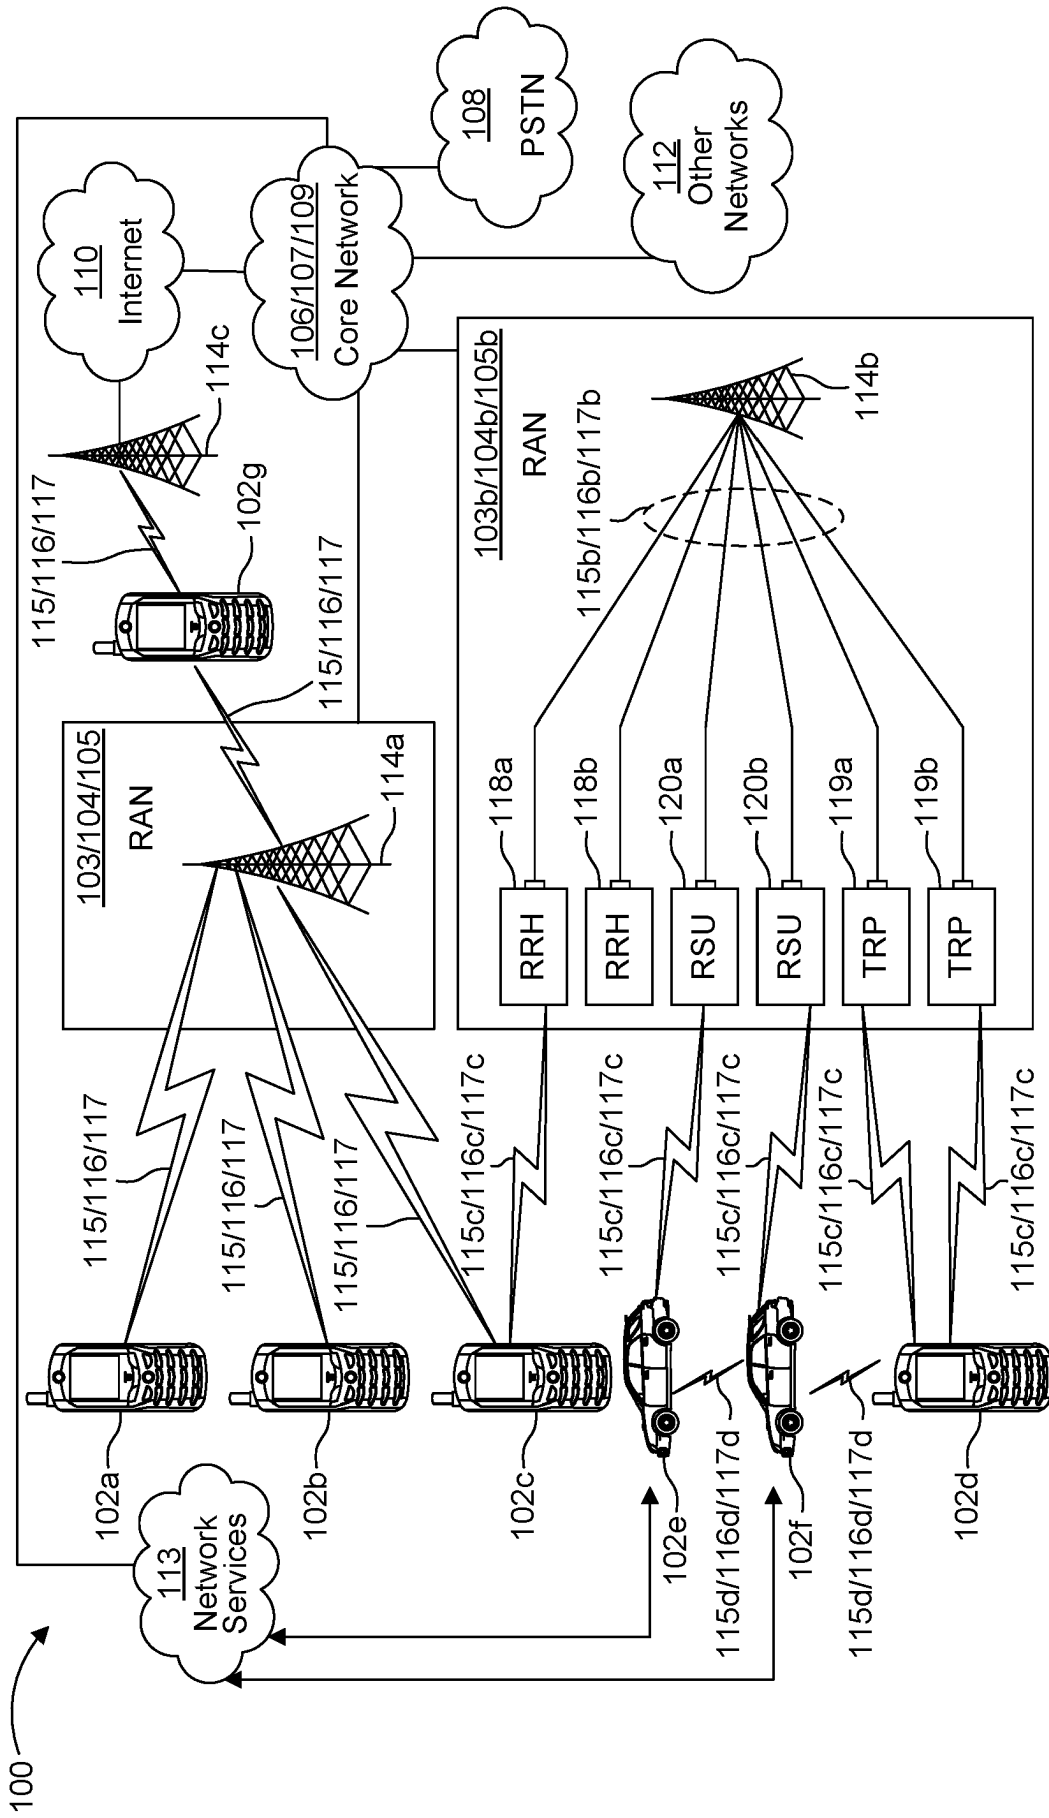 100
113
Network
Services
102a
102b
102c
102e
115d/116d/117d
102f
115d/116d/117d
102d
115/116/117
115/116/117
115/116/117
115c/116c/117c
115c/116c/117c
115c/116c/117c
115c/116c/117c
115c/116c/117c
103/104/105
RAN
114a
115/116/117
115/116/117
102g
114c
110
Internet
106/107/109
Core Network
108
PSTN
112
Other
Networks
103b/104b/105b
RAN
115b/116b/117b
114b
RRH
118a
RRH
118b
RSU
120a
RSU
120b
TRP
119a
TRP
119b